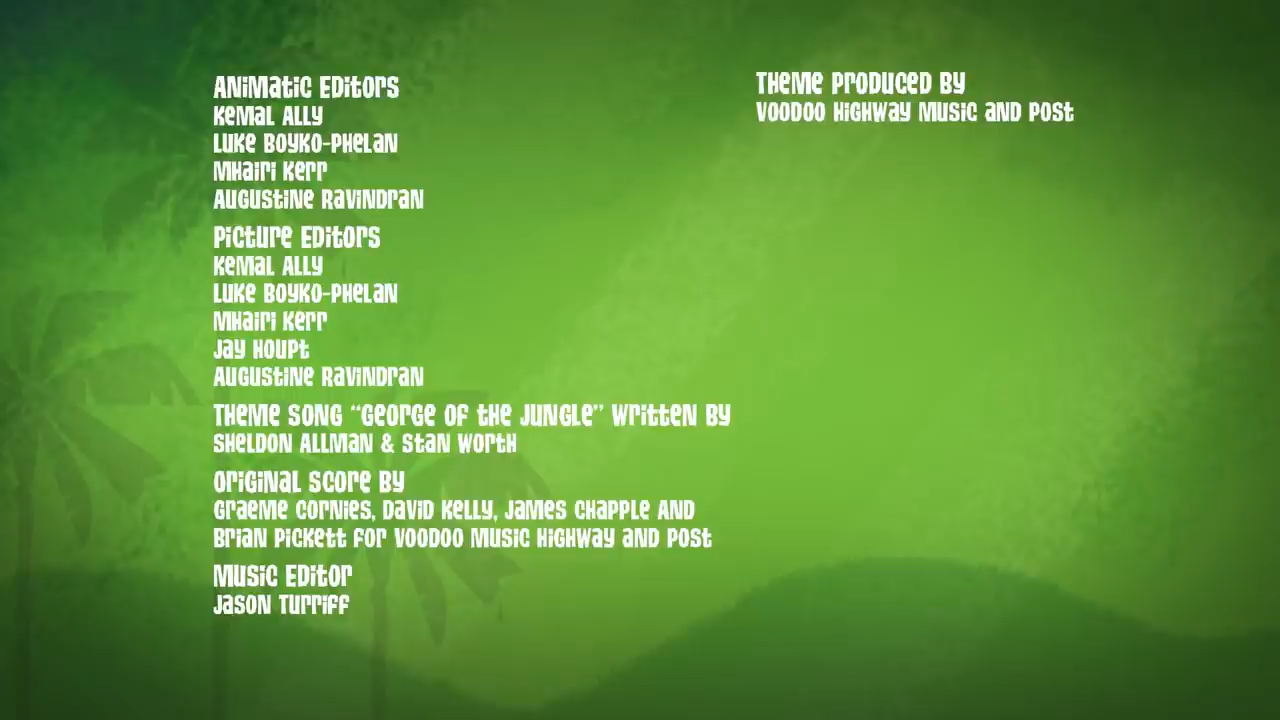 Animatic Editors
Kemal Ally
Luke Boyko-Phelan
Mhairi Kerr
Augustine Ravindran
Picture Editors
Kemal Ally
Luke Boyko-Phelan
Mhairi Kerr
Jay Houpt
Augustine Ravindran
Theme Song “George of the Jungle” Written By
Sheldon Allman & Stan Worth
Original Score By
Graeme Cornies, David Kelly, James Chapple and
Brian Pickett for Voodoo Music Highway and Post
Music Editor
Jason Turriff
Theme Produced By
Voodoo Highway Music and Post